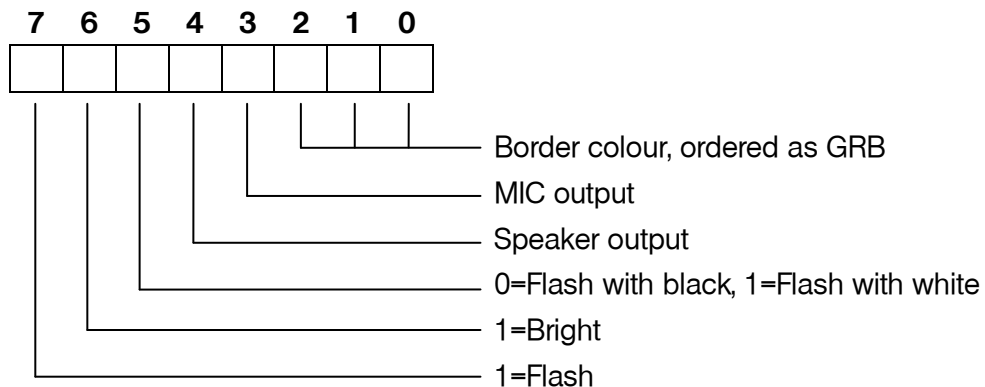 7 6 5 4 3 2 1 0
Border colour, ordered as GRB
MIC output
Speaker output
0=Flash with black, 1=Flash with white
1=Bright
1=Flash